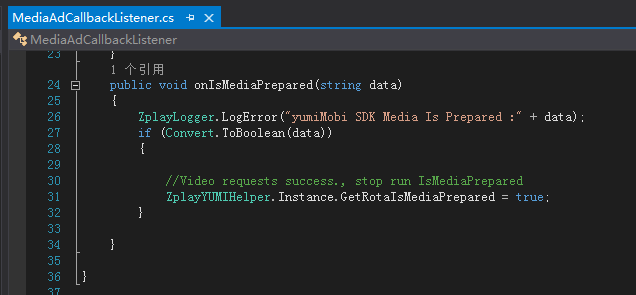 MediaAdCallbackListener.cs
MediaAdCallbackListener
23 }
1 个引用
24 public void onIsMediaPrepared(string data)
25 {
26 ZplayLogger.LogError("yumiMobi SDK Media Is Prepared :" + data);
27 if (Convert.ToBoolean(data))
28 {
29
30 //Video requests success., stop run IsMediaPrepared
31 ZplayYUMIHelper.Instance.GetRotaIsMediaPrepared = true;
32 }
33
34 }
35
36 }